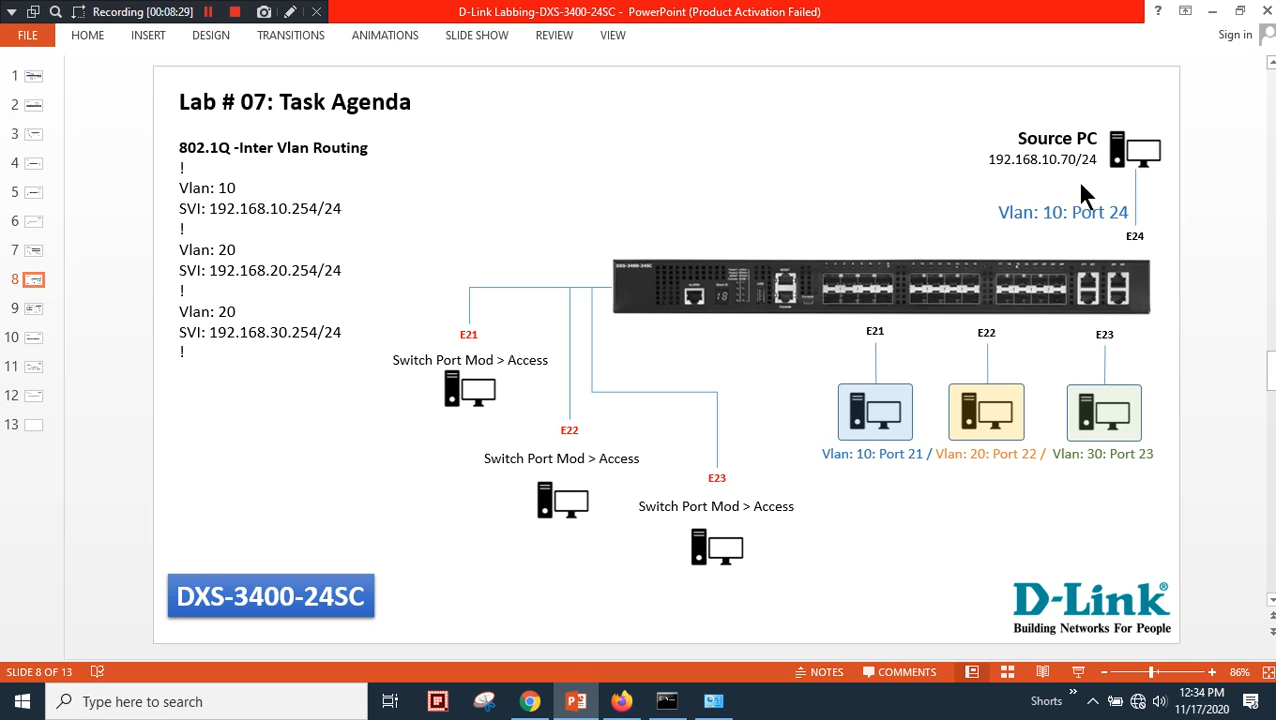 Recording [00:08:29]
D-Link Labbing-DXS-3400-24SC - PowerPoint (Product Activation Failed)
FILE HOME INSERT DESIGN TRANSITIONS ANIMATIONS SLIDE SHOW REVIEW VIEW Sign in
1
2
3
4
5
6
7
8
9
10
11
12
13
Lab # 07: Task Agenda
802.1Q -Inter Vlan Routing
!
Vlan: 10
SVI: 192.168.10.254/24
!
Vlan: 20
SVI: 192.168.20.254/24
!
Vlan: 20
SVI: 192.168.30.254/24
!
Source PC
192.168.10.70/24
Vlan: 10: Port 24
E24
DXS-3400-24SC
E21
Switch Port Mod > Access
E22
Switch Port Mod > Access
E23
Switch Port Mod > Access
E21 E22 E23
Vlan: 10: Port 21 / Vlan: 20: Port 22 / Vlan: 30: Port 23
DXS-3400-24SC
D-Link®
Building Networks For People
SLIDE 8 OF 13 NOTES COMMENTS 86%
Type here to search
Shorts
12:34 PM
11/17/2020